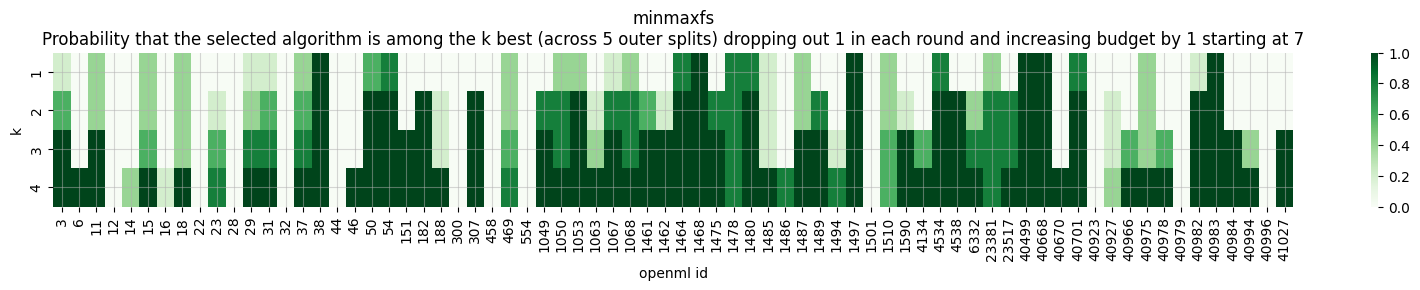 minmaxfs
Probability that the selected algorithm is among the k best (across 5 outer splits) dropping out 1 in each round and increasing budget by 1 starting at 7
k
1
2
3
4
3 6 11 12 14 15 16 18 22 23 28 29 31 32 37 38 44 46 50 54 151 182 188 300 307 458 469 554 1049 1050 1053 1063 1067 1068 1461 1462 1464 1468 1475 1478 1480 1485 1486 1487 1489 1494 1497 1501 1510 1590 4134 4534 4538 6332 23381 23517 40499 40668 40670 40701 40923 40927 40966 40975 40978 40979 40982 40983 40984 40994 40996 41027
openml id
1.0
0.8
0.6
0.4
0.2
0.0